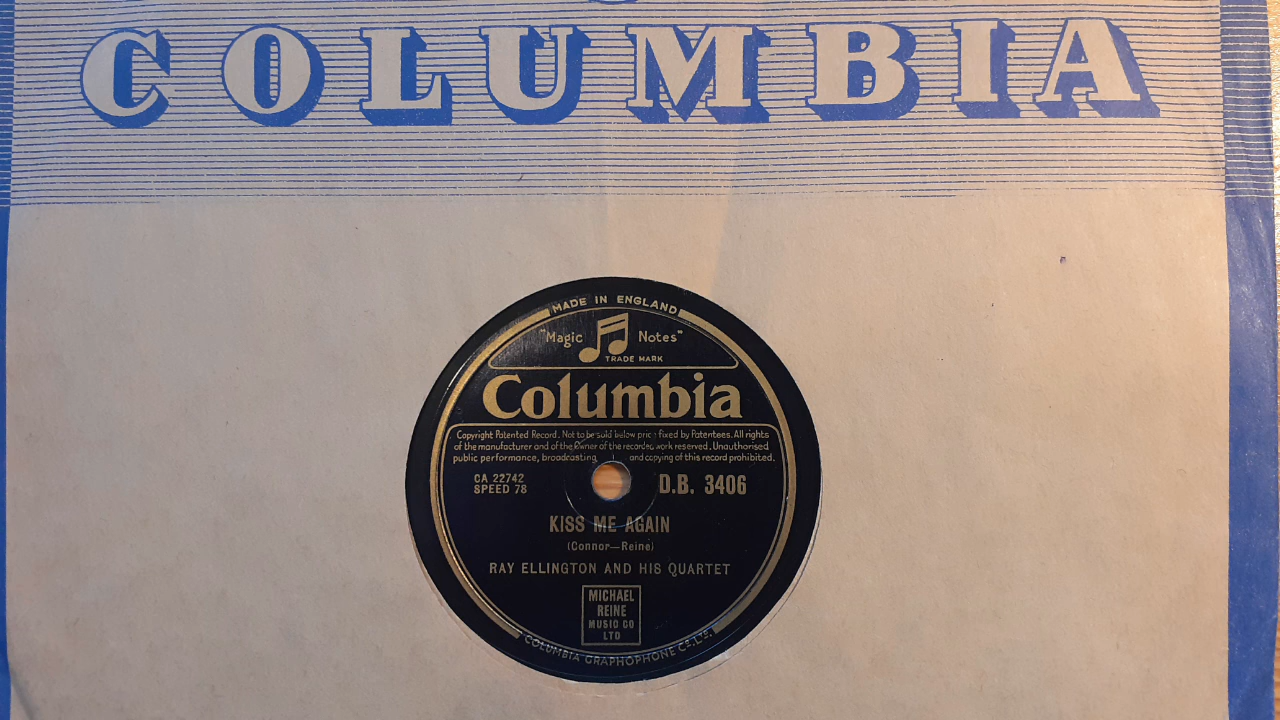 COLUMBIA
MADE IN ENGLAND
"Magic Notes"
TRADE MARK
Columbia
Copyright Patented Record. Not to be sold below price fixed by Patentees. All rights
of the manufacturer and of the Owner of the recorded work reserved. Unauthorised
public performance, broadcasting and copying of this record prohibited.
CA 22742
SPEED 78
D.B. 3406
KISS ME AGAIN
(Connor—Reine)
RAY ELLINGTON AND HIS QUARTET
MICHAEL
REINE
MUSIC CO
LTD
COLUMBIA GRAPHOPHONE CO. LTD.